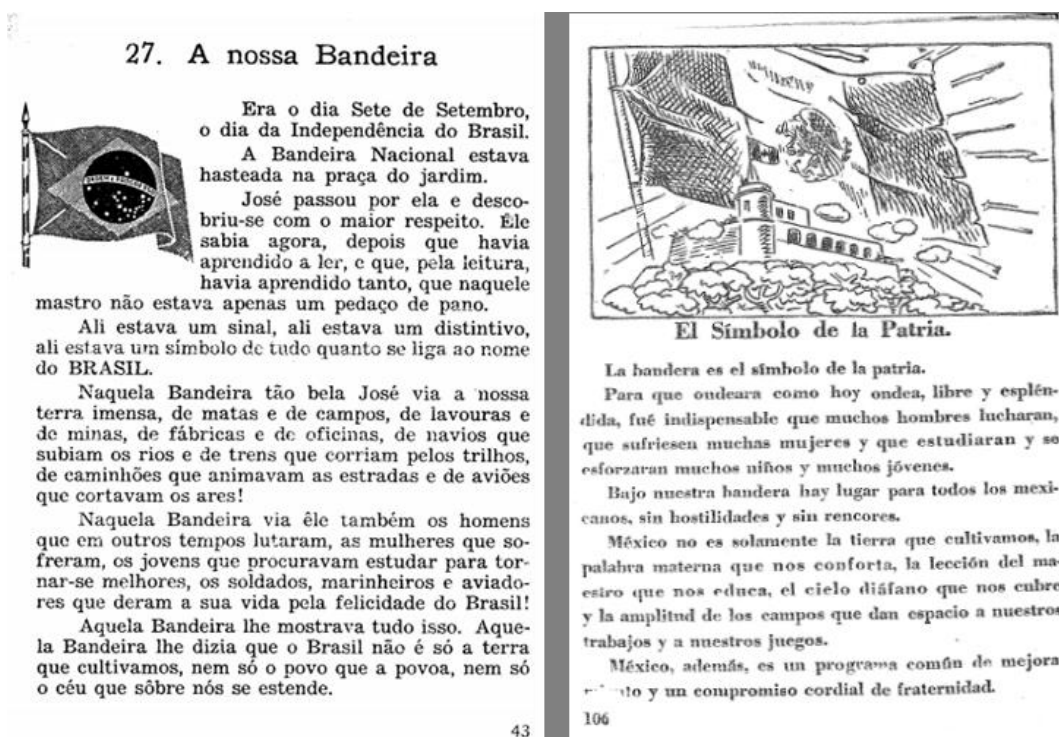 27. A nossa Bandeira
Era o dia Sete de Setembro,
o dia da Independência do Brasil.
A Bandeira Nacional estava
hasteada na praça do jardim.
José passou por ela e desco-
briu-se com o maior respeito. Êle
sabia agora, depois que havia
aprendido a ler, e que, pela leitura,
havia aprendido tanto, que naquele
mastro não estava apenas um pedaço de pano.
Ali estava um sinal, ali estava um distintivo,
ali estava um símbolo de tudo quanto se liga ao nome
do BRASIL.
Naquela Bandeira tão bela José via a nossa
terra imensa, de matas e de campos, de lavouras e
de minas, de fábricas e de oficinas, de navios que
subiam os rios e de trens que corriam pelos trilhos,
de caminhões que animavam as estradas e de aviões
que cortavam os ares!
Naquela Bandeira via êle também os homens
que em outros tempos lutaram, as mulheres que so-
freram, os jovens que procuravam estudar para tor-
nar-se melhores, os soldados, marinheiros e aviado-
res que deram a sua vida pela felicidade do Brasil!
Aquela Bandeira lhe mostrava tudo isso. Aque-
la Bandeira lhe dizia que o Brasil não é só a terra
que cultivamos, nem só o povo que a povoa, nem só
o céu que sôbre nós se estende.
43
El Símbolo de la Patria.
La bandera es el símbolo de la patria.
Para que ondeara como hoy ondea, libre y esplén-
dida, fué indispensable que muchos hombres lucharan,
que sufriesen muchas mujeres y que estudiaran y se
esforzaran muchos niños y muchos jóvenes.
Bajo nuestra bandera hay lugar para todos los mexi-
canos, sin hostilidades y sin rencores.
México no es solamente la tierra que cultivamos, la
palabra materna que nos conforta, la lección del ma-
estro que nos educa, el cielo diáfano que nos cubre
y la amplitud de los campos que dan espacio a nuestros
trabajos y a nuestros juegos.
México, además, es un programa común de mejora
y un compromiso cordial de fraternidad.
106